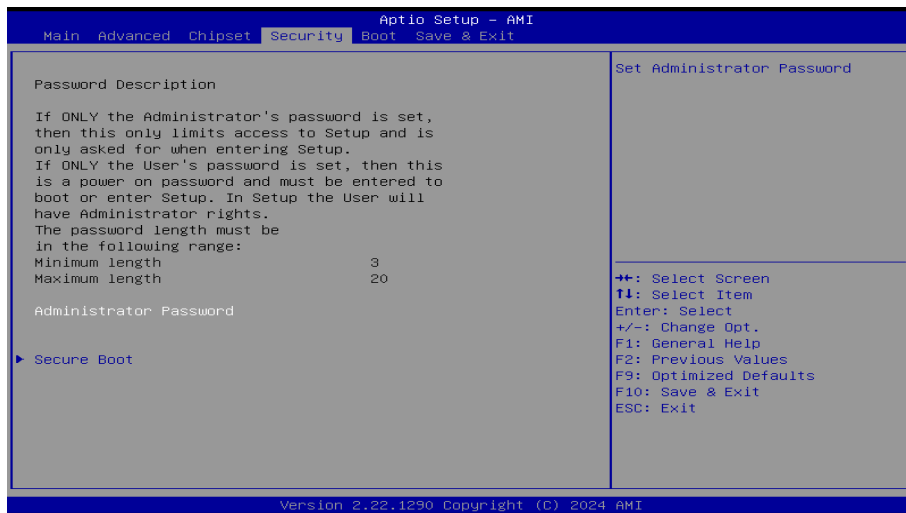 Aptio Setup – AMI
Main Advanced Chipset Security Boot Save & Exit
Password Description
If ONLY the Administrator's password is set,
then this only limits access to Setup and is
only asked for when entering Setup.
If ONLY the User's password is set, then this
is a power on password and must be entered to
boot or enter Setup. In Setup the User will
have Administrator rights.
The password length must be
in the following range:
Minimum length 3
Maximum length 20
Administrator Password
Secure Boot
Set Administrator Password
→←: Select Screen
↑↓: Select Item
Enter: Select
+/-: Change Opt.
F1: General Help
F2: Previous Values
F9: Optimized Defaults
F10: Save & Exit
ESC: Exit
Version 2.22.1290 Copyright (C) 2024 AMI